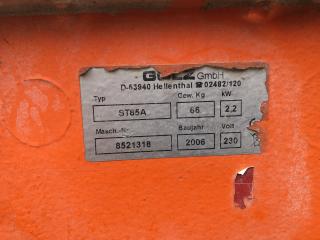 GÖLZ GmbH
D-53940 Hellenthal ☎ 02482/120
Typ Gew. Kg kW
ST65A 66 2,2
Masch.-Nr. Baujahr Volt
8521318 2006 230